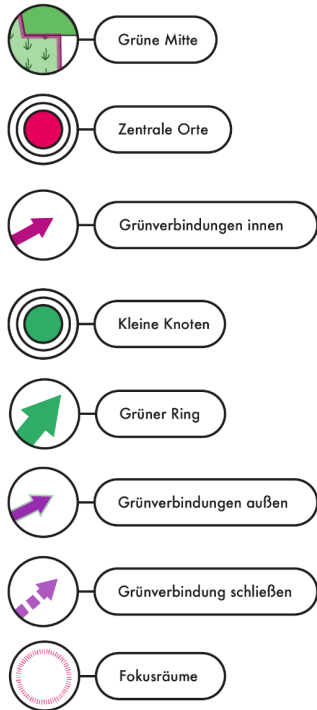 Grüne Mitte
Zentrale Orte
Grünverbindungen innen
Kleine Knoten
Grüner Ring
Grünverbindungen außen
Grünverbindung schließen
Fokusräume